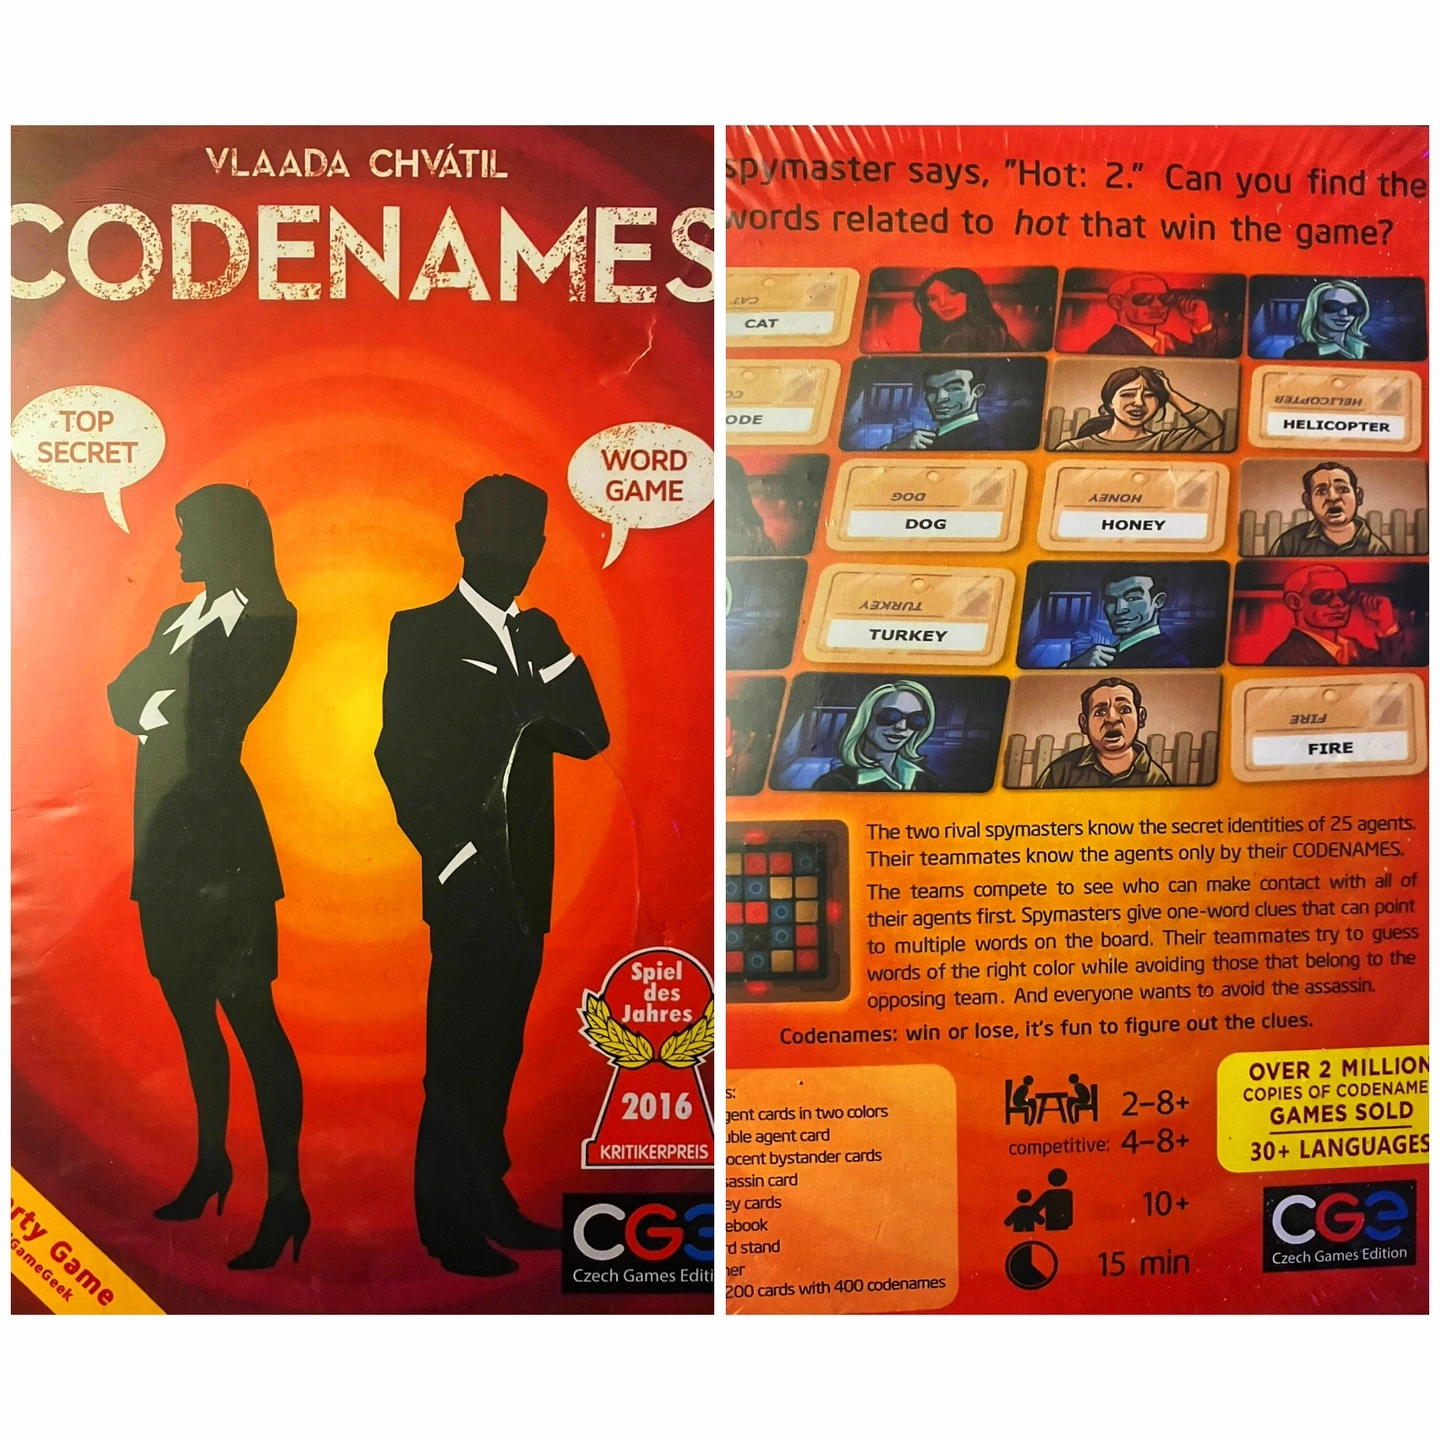 VLAADA CHVÁTIL
CODENAMES
TOP
SECRET
WORD
GAME
Spiel
des
Jahres
2016
KRITIKERPREIS
CGE
Czech Games Editi
rty Game
GameGeek
spymaster says, "Hot: 2." Can you find the
words related to hot that win the game?
CAT
CAT
ODE
HELICOPTER
HELICOPTER
DOG
DOG
HONEY
HONEY
TURKEY
TURKEY
FIRE
FIRE
The two rival spymasters know the secret identities of 25 agents.
Their teammates know the agents only by their CODENAMES.
The teams compete to see who can make contact with all of
their agents first. Spymasters give one-word clues that can point
to multiple words on the board. Their teammates try to guess
words of the right color while avoiding those that belong to the
opposing team. And everyone wants to avoid the assassin.
Codenames: win or lose, it's fun to figure out the clues.
s:
gent cards in two colors
uble agent card
ocent bystander cards
sassin card
ey cards
ebook
rd stand
er
200 cards with 400 codenames
2-8+
competitive: 4-8+
10+
15 min
OVER 2 MILLION
COPIES OF CODENAME
GAMES SOLD
30+ LANGUAGES
CGE
Czech Games Edition